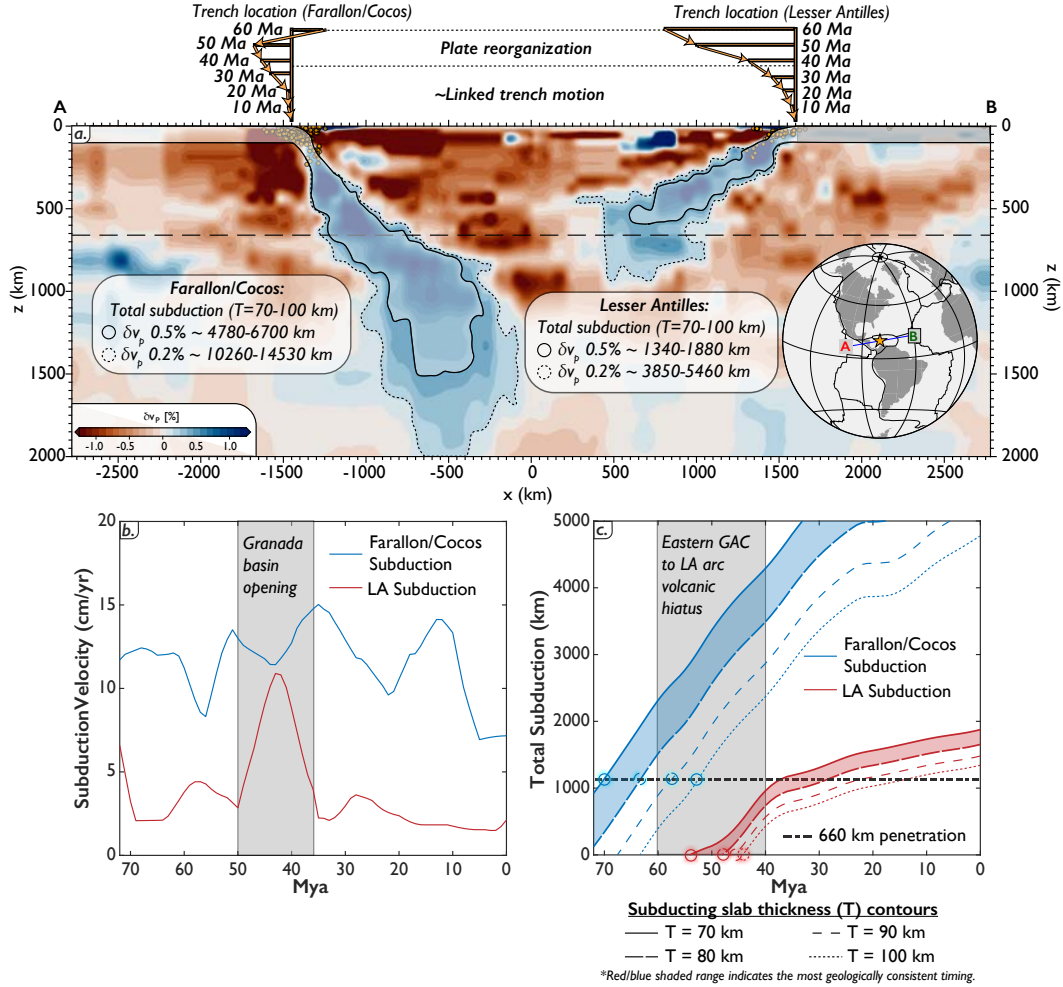 Trench location (Farallon/Cocos)
60 Ma
50 Ma
40 Ma
30 Ma
20 Ma
10 Ma
Plate reorganization
~Linked trench motion
Trench location (Lesser Antilles)
60 Ma
50 Ma
40 Ma
30 Ma
20 Ma
10 Ma
A
B
a.
0
500
1000
1500
2000
z (km)
0
500
1000
1500
2000
z (km)
Farallon/Cocos:
Total subduction (T=70-100 km)
δvp 0.5% ~ 4780-6700 km
δvp 0.2% ~ 10260-14530 km
Lesser Antilles:
Total subduction (T=70-100 km)
δvp 0.5% ~ 1340-1880 km
δvp 0.2% ~ 3850-5460 km
A
B
δvp [%]
-1.0 -0.5 0 0.5 1.0
-2500 -2000 -1500 -1000 -500 0 500 1000 1500 2000 2500
x (km)
b.
Granada
basin
opening
Farallon/Cocos
Subduction
LA Subduction
20
15
10
5
0
Subduction Velocity (cm/yr)
70 60 50 40 30 20 10 0
Mya
c.
Eastern GAC
to LA arc
volcanic
hiatus
Farallon/Cocos
Subduction
LA Subduction
660 km penetration
5000
4000
3000
2000
1000
0
Total Subduction (km)
70 60 50 40 30 20 10 0
Mya
Subducting slab thickness (T) contours
T = 70 km
T = 90 km
T = 80 km
T = 100 km
*Red/blue shaded range indicates the most geologically consistent timing.